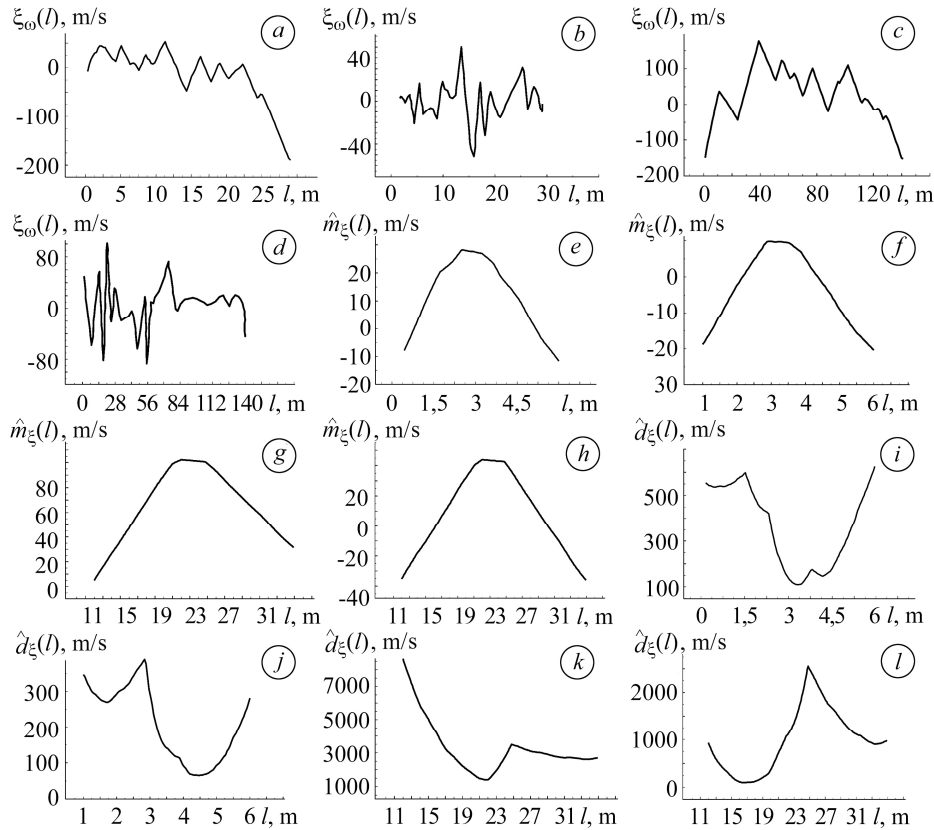 ξω(l), m/s
a
0
-100
-200
0 5 10 15 20 25 l, m
ξω(l), m/s
b
40
0
-40
0 10 20 30 l, m
ξω(l), m/s
c
100
0
-100
-200
0 40 80 120 l, m
ξω(l), m/s
d
80
0
-80
0 28 56 84 112 140 l, m
m̂ξ(l), m/s
e
20
10
0
-10
-20
0 1,5 3 4,5 l, m
m̂ξ(l), m/s
f
0
-10
-20
30
1 2 3 4 5 6 l, m
m̂ξ(l), m/s
g
80
60
40
20
0
11 15 19 23 27 31 l, m
m̂ξ(l), m/s
h
20
0
-20
-40
11 15 19 23 27 31 l, m
d̂ξ(l), m/s
i
500
300
100
0 1,5 3 4,5 6 l, m
d̂ξ(l), m/s
j
300
200
100
0
1 2 3 4 5 6 l, m
d̂ξ(l), m/s
k
7000
5000
3000
1000
11 15 19 23 27 31 l, m
d̂ξ(l), m/s
l
2000
1000
0
11 15 19 23 27 31 l, m